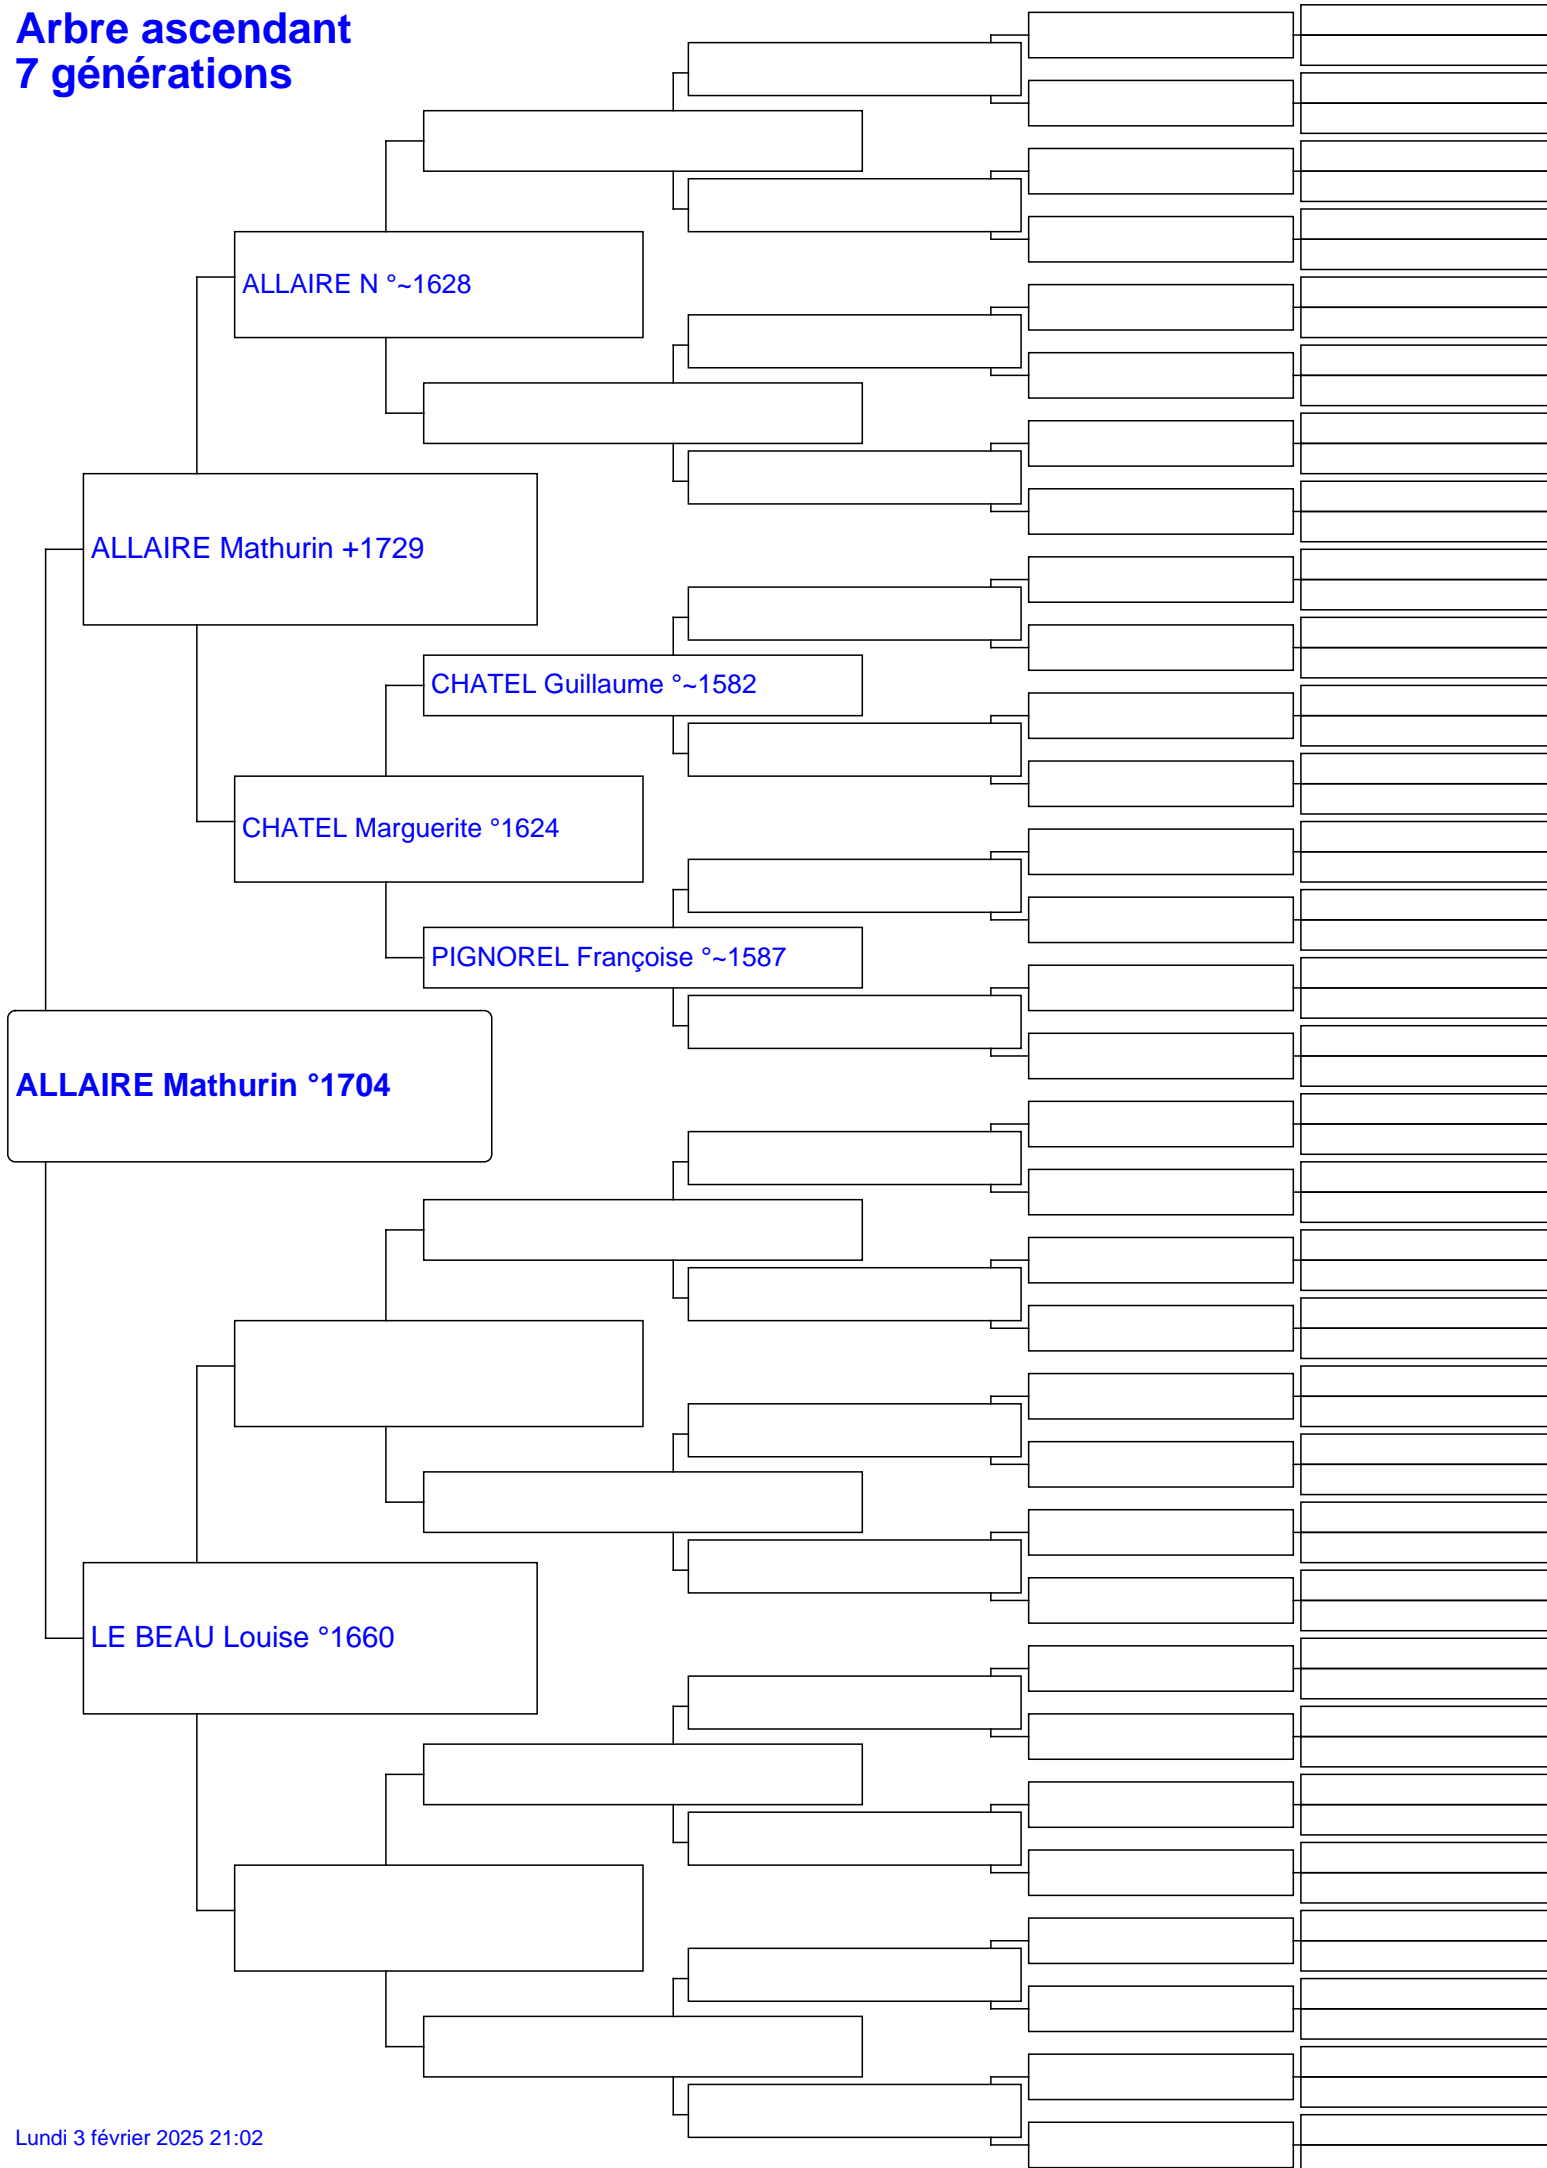 Arbre ascendant
7 générations
ALLAIRE N °~1628
ALLAIRE Mathurin +1729
CHATEL Guillaume °~1582
CHATEL Marguerite °1624
PIGNOREL Françoise °~1587
ALLAIRE Mathurin °1704
LE BEAU Louise °1660
Lundi 3 février 2025 21:02